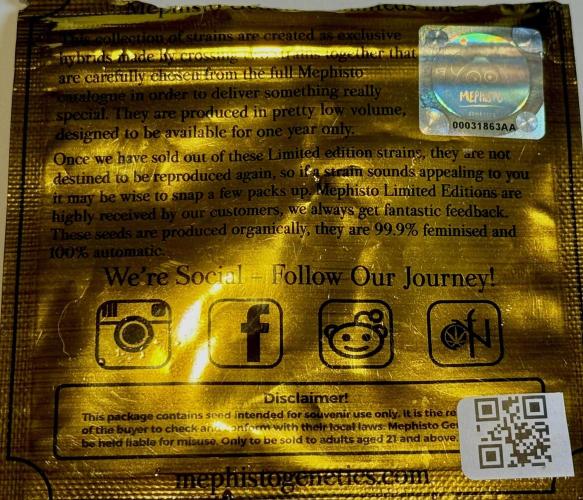 Mephisto
This collection of strains are created as exclusive
hybrids made by crossing strains together that
are carefully chosen from the full Mephisto
catalogue in order to deliver something really
special. They are produced in pretty low volume,
designed to be available for one year only.
MEPHISTO
GENETICS
00031863AA
Once we have sold out of these Limited edition strains, they are not
destined to be reproduced again, so if a strain sounds appealing to you
it may be wise to snap a few packs up. Mephisto Limited Editions are
highly received by our customers, we always get fantastic feedback.
These seeds are produced organically, they are 99.9% feminised and
100% automatic.
We're Social - Follow Our Journey!
Disclaimer!
This package contains seed intended for souvenir use only. It is the re
of the buyer to check and conform with their local laws. Mephisto Ge
be held liable for misuse. Only to be sold to adults aged 21 and above.
mephistogenetics.com